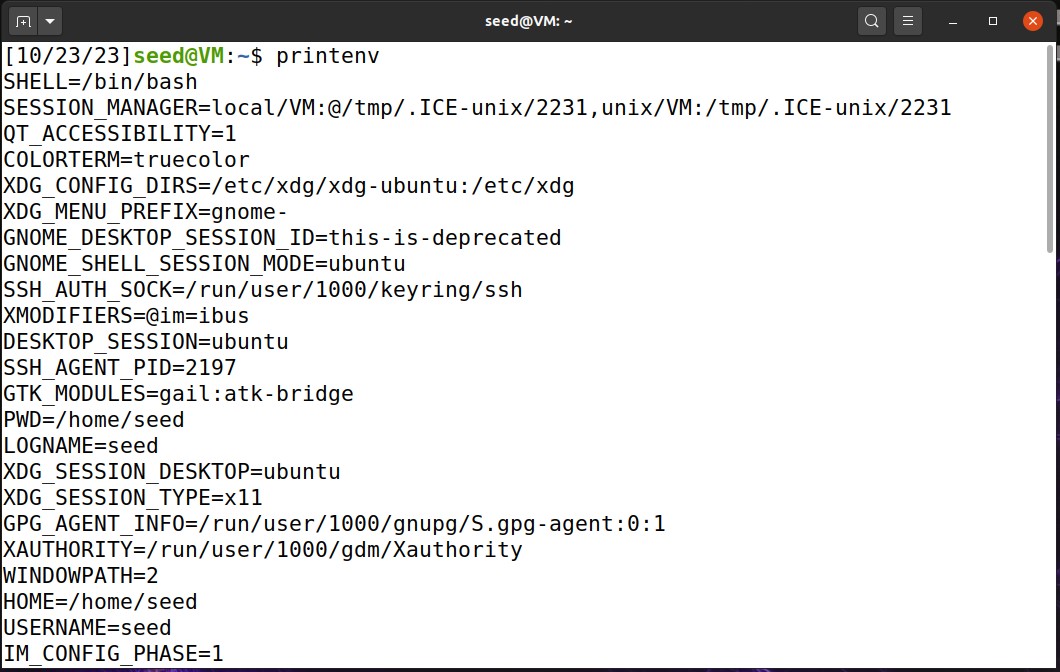 seed@VM: ~
[10/23/23]seed@VM:~$ printenv
SHELL=/bin/bash
SESSION_MANAGER=local/VM:@/tmp/.ICE-unix/2231,unix/VM:/tmp/.ICE-unix/2231
QT_ACCESSIBILITY=1
COLORTERM=truecolor
XDG_CONFIG_DIRS=/etc/xdg/xdg-ubuntu:/etc/xdg
XDG_MENU_PREFIX=gnome-
GNOME_DESKTOP_SESSION_ID=this-is-deprecated
GNOME_SHELL_SESSION_MODE=ubuntu
SSH_AUTH_SOCK=/run/user/1000/keyring/ssh
XMODIFIERS=@im=ibus
DESKTOP_SESSION=ubuntu
SSH_AGENT_PID=2197
GTK_MODULES=gail:atk-bridge
PWD=/home/seed
LOGNAME=seed
XDG_SESSION_DESKTOP=ubuntu
XDG_SESSION_TYPE=x11
GPG_AGENT_INFO=/run/user/1000/gnupg/S.gpg-agent:0:1
XAUTHORITY=/run/user/1000/gdm/Xauthority
WINDOWPATH=2
HOME=/home/seed
USERNAME=seed
IM_CONFIG_PHASE=1